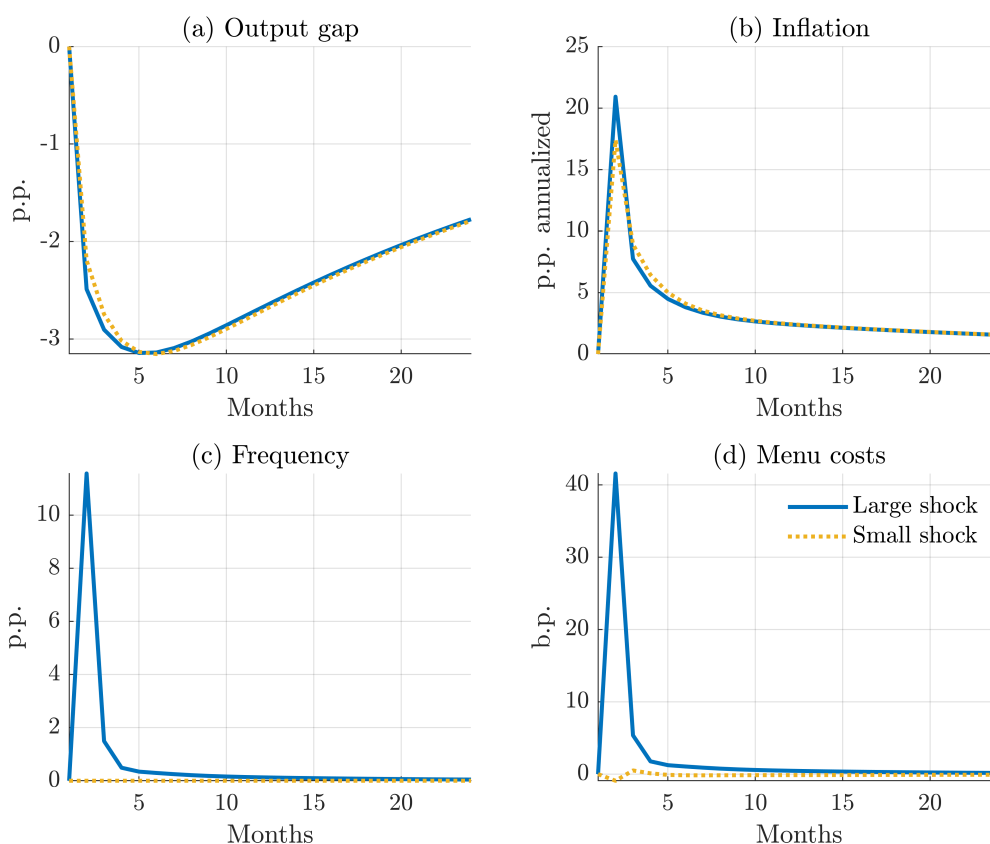 (a) Output gap
0
-1
-2
-3
p.p.
5 10 15 20
Months
(b) Inflation
25
20
15
10
5
0
p.p. annualized
5 10 15 20
Months
(c) Frequency
10
8
6
4
2
0
p.p.
5 10 15 20
Months
(d) Menu costs
40
30
20
10
0
b.p.
Large shock
Small shock
5 10 15 20
Months